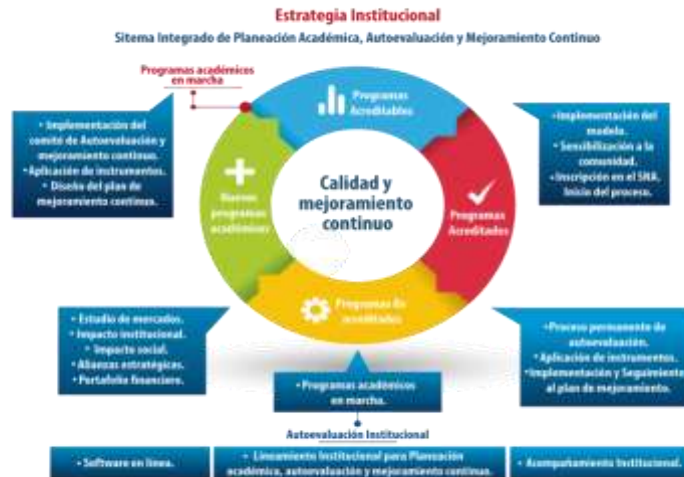 Estrategia Institucional
Sitema Integrado de Planeación Académica, Autoevaluación y Mejoramiento Continuo
Programas académicos
en marcha
Programas
Acreditables
• Implementación del
comité de Autoevaluación y
mejoramiento continuo.
• Aplicación de instrumentos.
• Diseño del plan de
mejoramiento continuo.
• Implementación del
modelo.
• Sensibilización a la
comunidad.
• Inscripción en el SNA,
Inicio del proceso.
Nuevos
programas
académicos
Calidad y
mejoramiento
continuo
Programas
Acreditados
Programas
acreditados
• Estudio de mercados.
• Impacto institucional.
• Impacto social.
• Alianzas estratégicas.
• Portafolio financiero.
• Proceso permanente de
autoevaluación.
• Aplicación de instrumentos.
• Implementación y Seguimiento
al plan de mejoramiento.
• Programas académicos
en marcha.
Autoevaluación Institucional
• Software en línea.
• Lineamiento Institucional para Planeación
académica, autoevaluación y mejoramiento continuo.
• Acompañamiento Institucional.